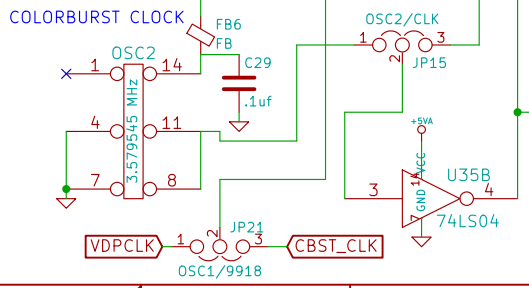 COLORBURST CLOCK
FB6
FB
OSC2
1
14
4
11
7
8
3.579545 MHz
C29
.1uf
OSC2/CLK
1
3
2
JP15
+5VA
VCC
14
U35B
3
4
GND
7
74LS04
JP21
VDPCLK
1
2
3
CBST_CLK
OSC1/9918